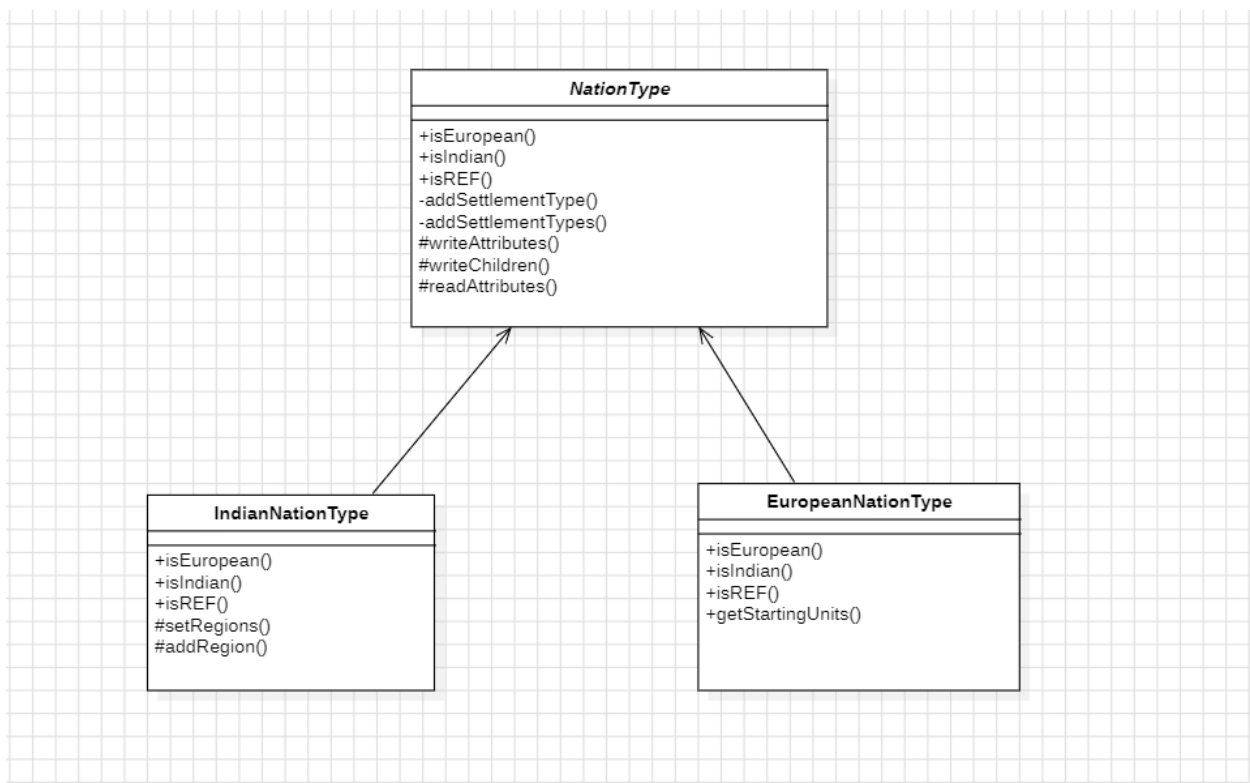 NationType
+isEuropean()
+isIndian()
+isREF()
-addSettlementType()
-addSettlementTypes()
#writeAttributes()
#writeChildren()
#readAttributes()
IndianNationType
+isEuropean()
+isIndian()
+isREF()
#setRegions()
#addRegion()
EuropeanNationType
+isEuropean()
+isIndian()
+isREF()
+getStartingUnits()